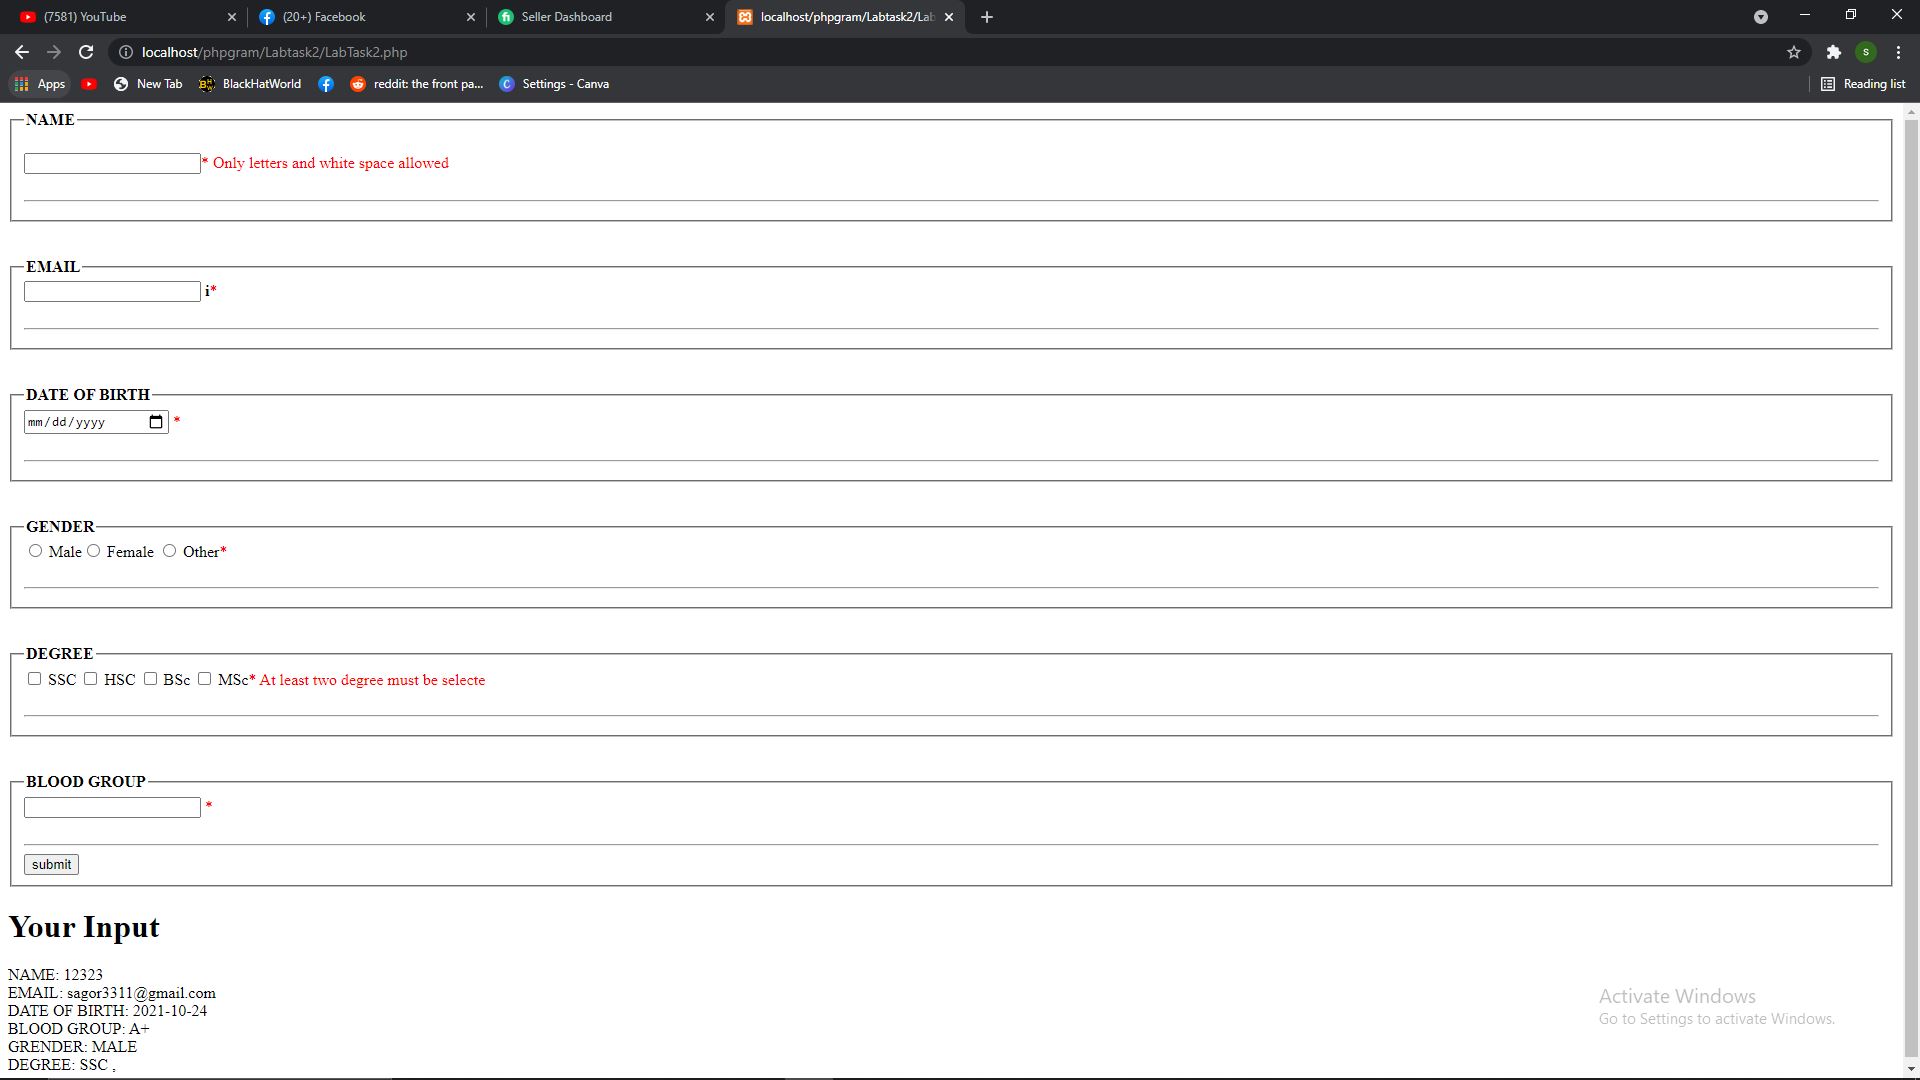 (7581) YouTube
(20+) Facebook
Seller Dashboard
localhost/phpgram/Labtask2/Lab
localhost/phpgram/Labtask2/LabTask2.php
S
Apps
New Tab
BlackHatWorld
reddit: the front pa...
Settings - Canva
Reading list
NAME
* Only letters and white space allowed
EMAIL
i*
DATE OF BIRTH
mm/dd/yyyy *
GENDER
Male Female Other*
DEGREE
SSC HSC BSc MSc* At least two degree must be selecte
BLOOD GROUP
*
submit
Your Input
NAME: 12323
EMAIL: sagor3311@gmail.com
DATE OF BIRTH: 2021-10-24
BLOOD GROUP: A+
GRENDER: MALE
DEGREE: SSC ,
Activate Windows
Go to Settings to activate Windows.